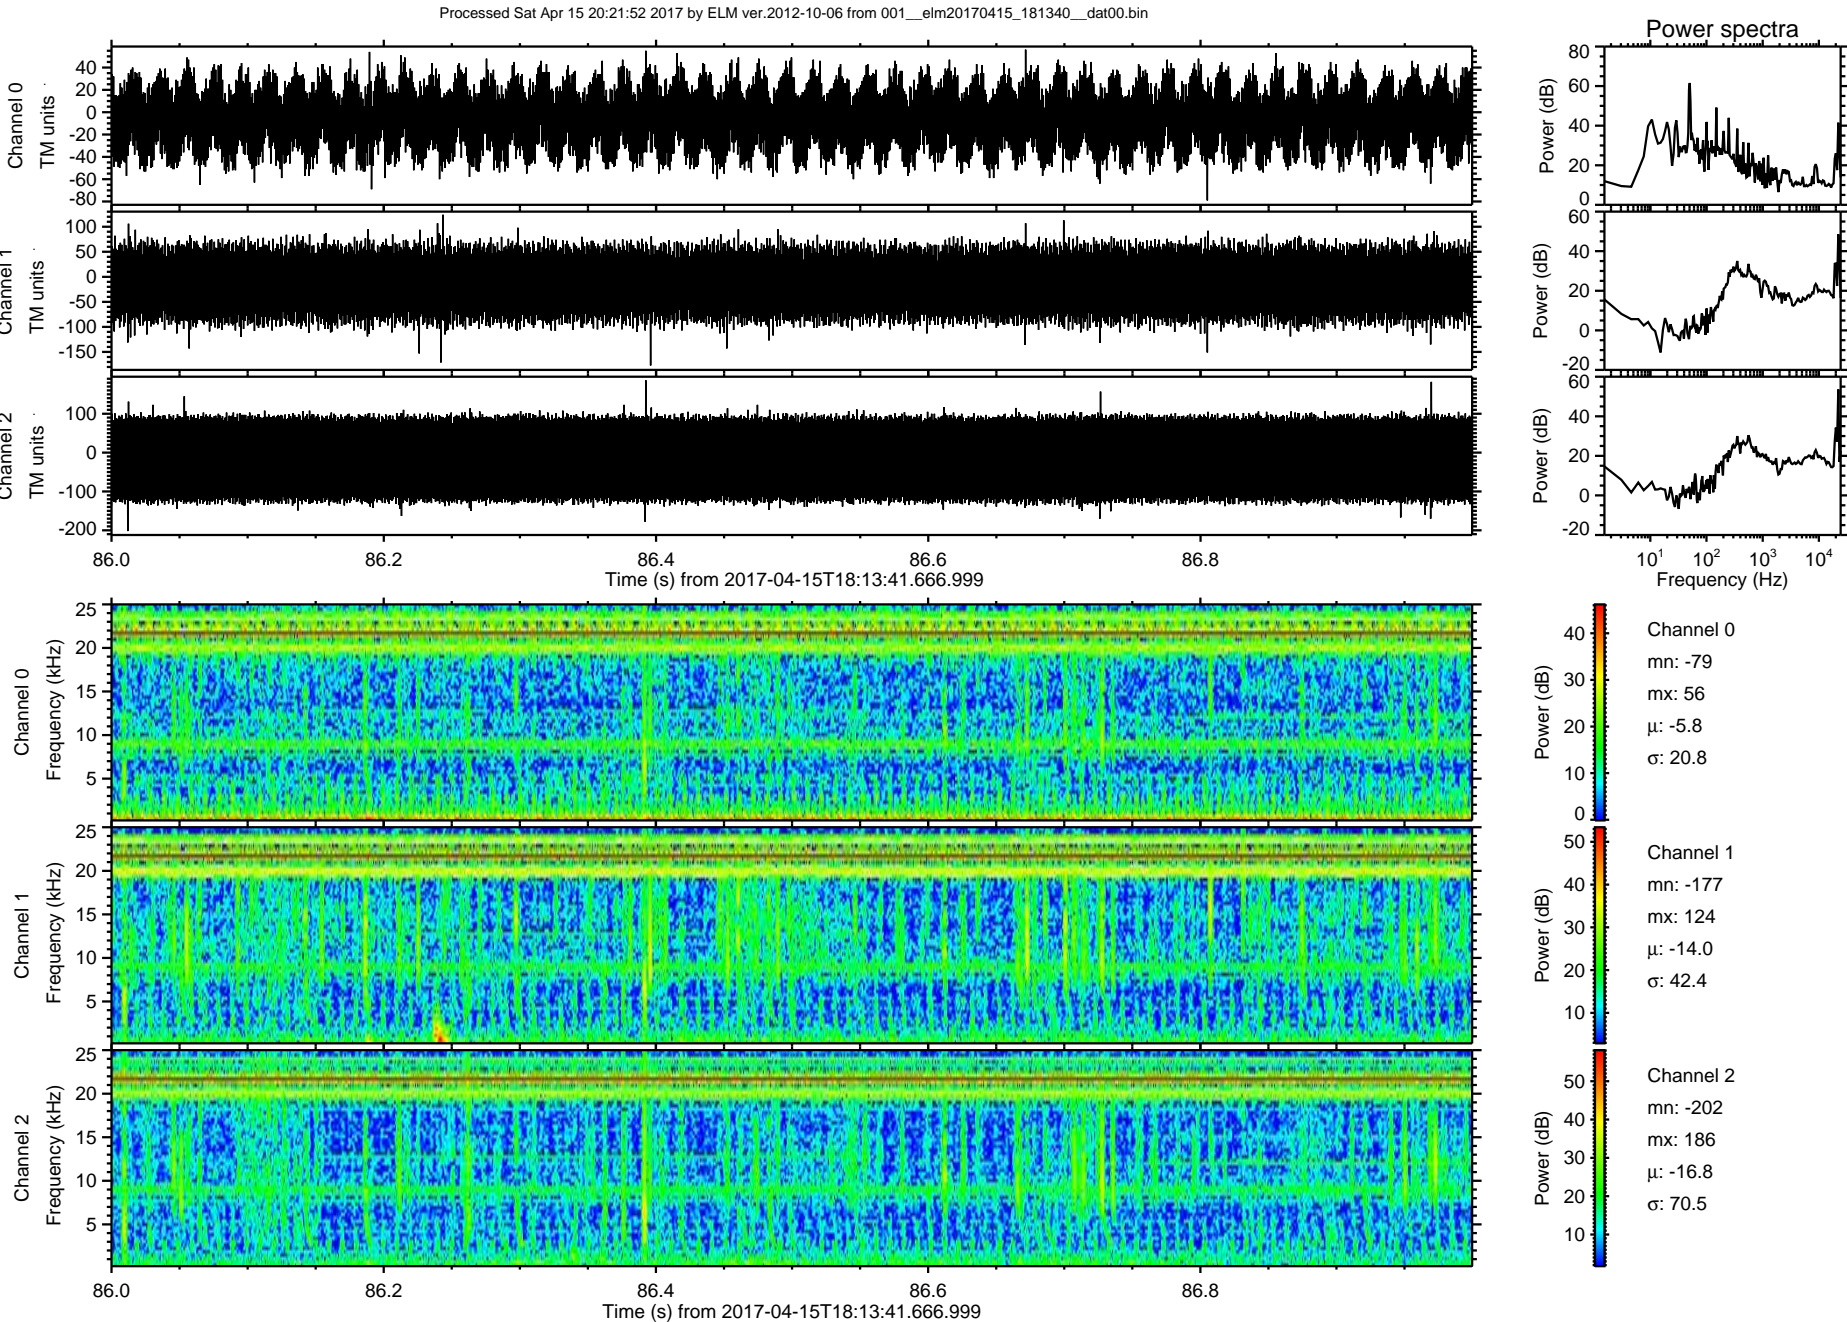 Processed Sat Apr 15 20:21:52 2017 by ELM ver.2012-10-06 from 001__elm20170415_181340__dat00.bin
Power spectra
Channel 0
TM units
40
20
0
-20
-40
-60
-80
Power (dB)
80
60
40
20
0
Channel 1
TM units
100
50
0
-50
-100
-150
Power (dB)
60
40
20
0
-20
Channel 2
TM units
100
0
-100
-200
Power (dB)
60
40
20
0
-20
86.0 86.2 86.4 86.6 86.8
Time (s) from 2017-04-15T18:13:41.666.999
10¹ 10² 10³ 10⁴
Frequency (Hz)
Channel 0
Frequency (kHz)
25
20
15
10
5
Power (dB)
40
30
20
10
0
Channel 0
mn: -79
mx: 56
μ: -5.8
σ: 20.8
Channel 1
Frequency (kHz)
25
20
15
10
5
Power (dB)
50
40
30
20
10
Channel 1
mn: -177
mx: 124
μ: -14.0
σ: 42.4
Channel 2
Frequency (kHz)
25
20
15
10
5
Power (dB)
50
40
30
20
10
Channel 2
mn: -202
mx: 186
μ: -16.8
σ: 70.5
86.0 86.2 86.4 86.6 86.8
Time (s) from 2017-04-15T18:13:41.666.999